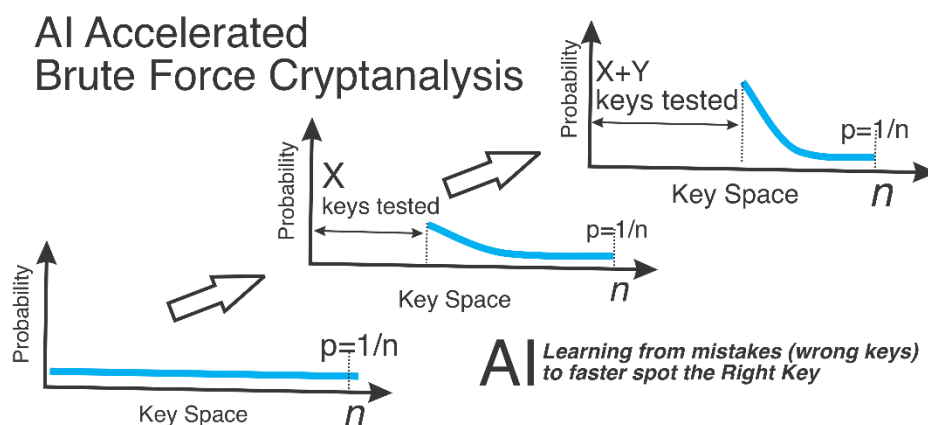 AI Accelerated
Brute Force Cryptanalysis
Probability
X+Y
keys tested
p=1/n
Key Space
n
Probability
X
keys tested
p=1/n
Key Space
n
Probability
p=1/n
Key Space
n
AI Learning from mistakes (wrong keys)
to faster spot the Right Key